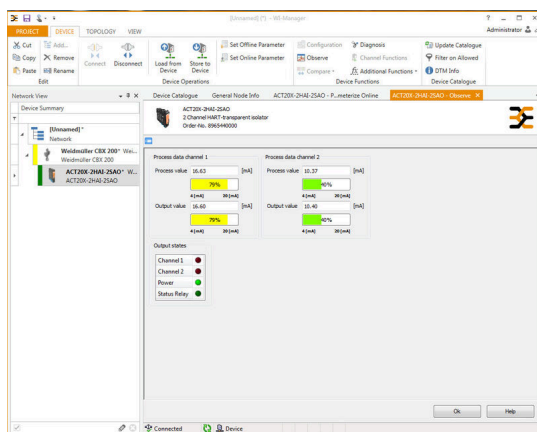 [Unnamed] (*) - WI-Manager
PROJECT DEVICE TOPOLOGY VIEW
Administrator
Cut
Copy
Paste
Add...
Remove
Rename
Edit
Connect
Disconnect
Load from Device
Store to Device
Set Offline Parameter
Set Online Parameter
Device Operations
Configuration
Observe
Compare
Diagnosis
Channel Functions
Additional Functions
Device Functions
Update Catalogue
Filter on Allowed
DTM Info
Device Catalogue
Network View
Device Summary
[Unnamed]*
Network
Weidmüller CBX 200* Wei...
Weidmüller CBX 200
ACT20X-2HAI-2SAO* W...
ACT20X-2HAI-2SAO
Device Catalogue General Node Info ACT20X-2HAI-2SAO - P...meterize Online ACT20X-2HAI-2SAO - Observe
ACT20X-2HAI-2SAO
2 Channel HART-transparent isolator
Order-No. 8965440000
Process data channel 1
Process value 16.63 [mA]
79%
4 [mA] 20 [mA]
Output value 16.60 [mA]
79%
4 [mA] 20 [mA]
Process data channel 2
Process value 10.37 [mA]
40%
4 [mA] 20 [mA]
Output value 10.40 [mA]
40%
4 [mA] 20 [mA]
Output states
Channel 1
Channel 2
Power
Status Relay
Ok Help
Connected Device